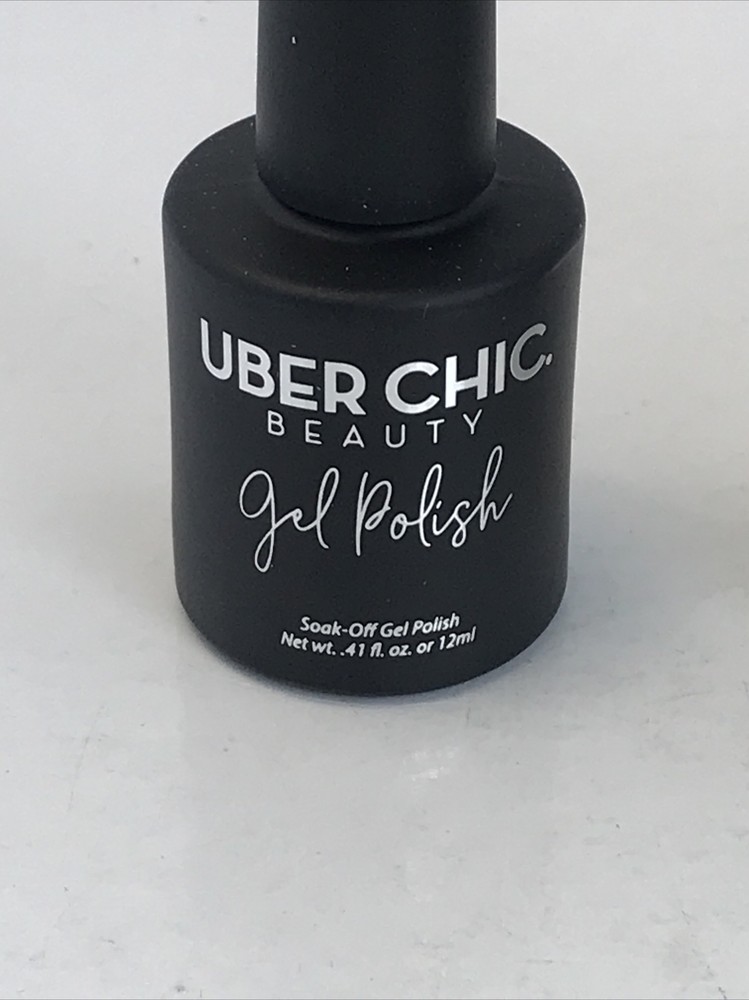 UBER CHIC.
BEAUTY
Gel Polish
Soak-Off Gel Polish
Net wt. .41 fl. oz. or 12ml